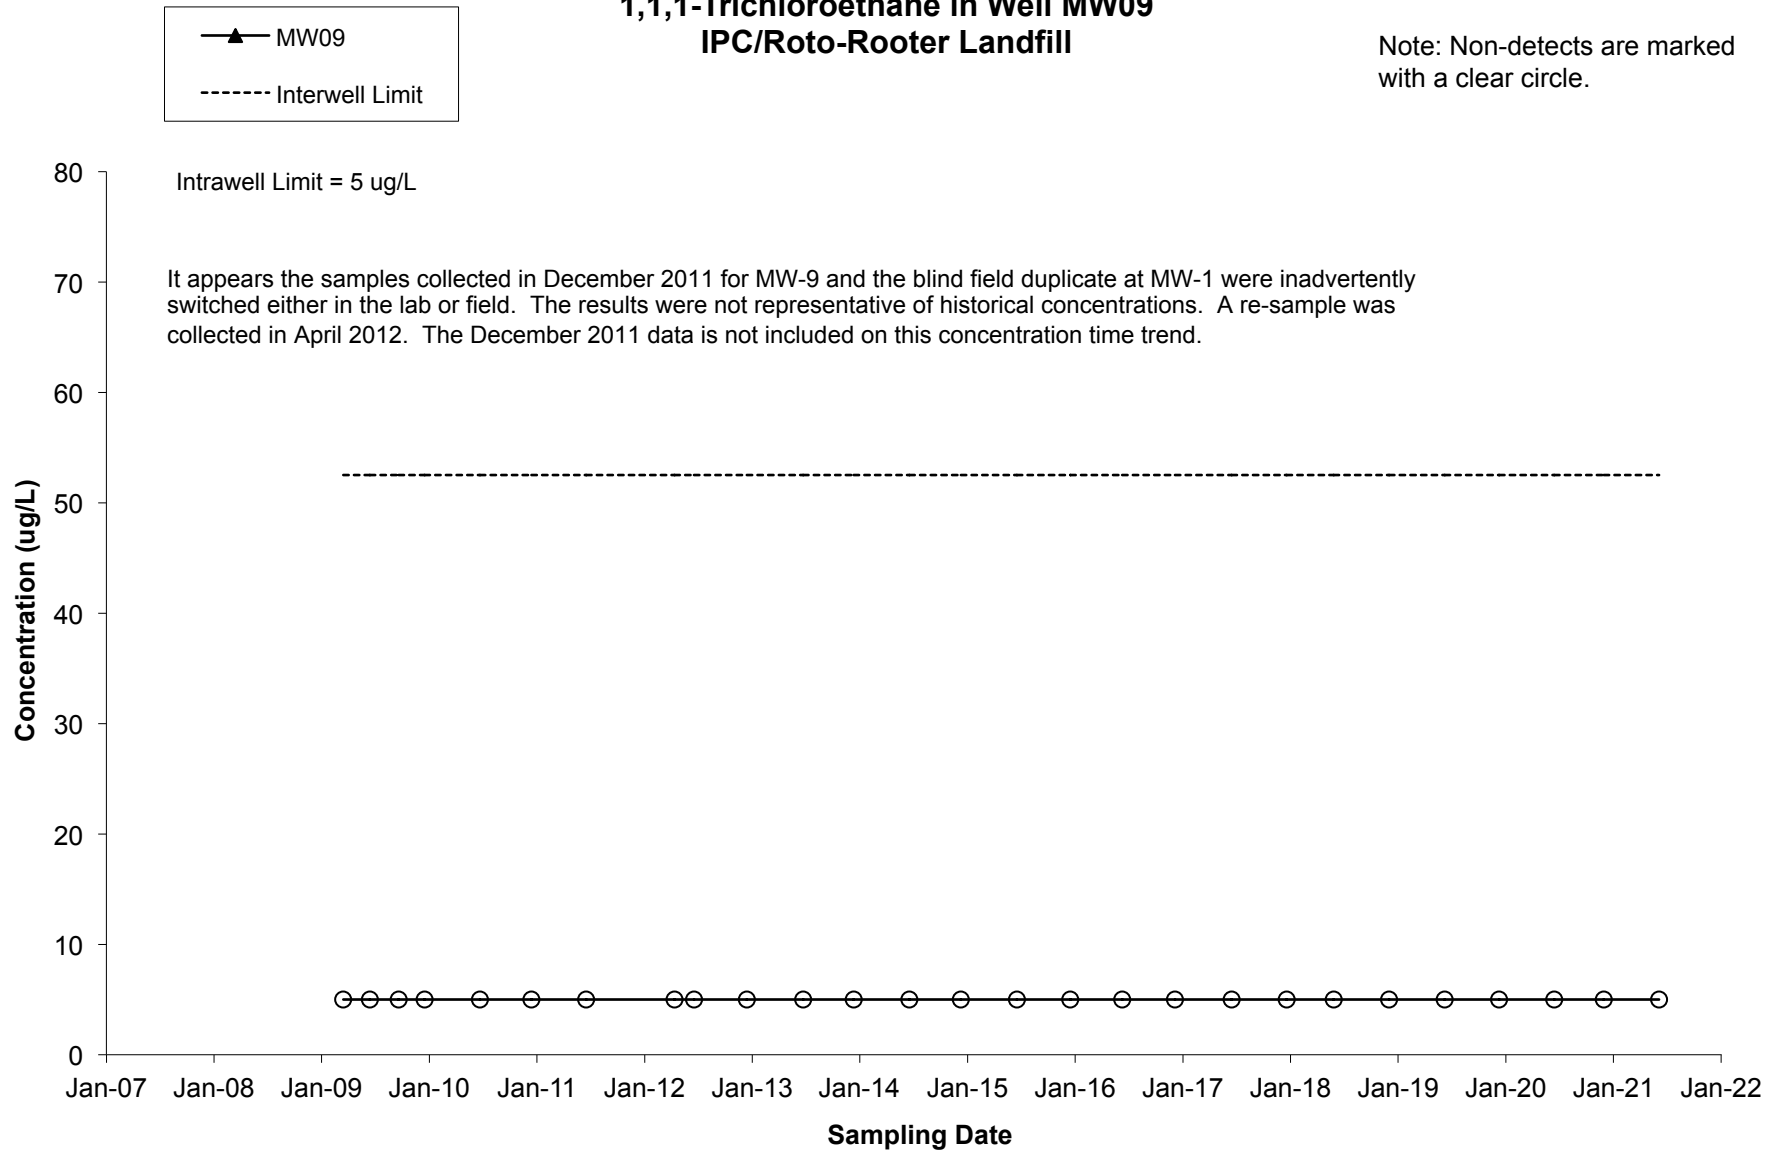 1,1,1-Trichloroethane in Well MW09
IPC/Roto-Rooter Landfill
MW09
Interwell Limit
Note: Non-detects are marked
with a clear circle.
Intrawell Limit = 5 ug/L
It appears the samples collected in December 2011 for MW-9 and the blind field duplicate at MW-1 were inadvertently
switched either in the lab or field.  The results were not representative of historical concentrations.  A re-sample was
collected in April 2012.  The December 2011 data is not included on this concentration time trend.
Concentration (ug/L)
80
70
60
50
40
30
20
10
0
Jan-07 Jan-08 Jan-09 Jan-10 Jan-11 Jan-12 Jan-13 Jan-14 Jan-15 Jan-16 Jan-17 Jan-18 Jan-19 Jan-20 Jan-21 Jan-22
Sampling Date